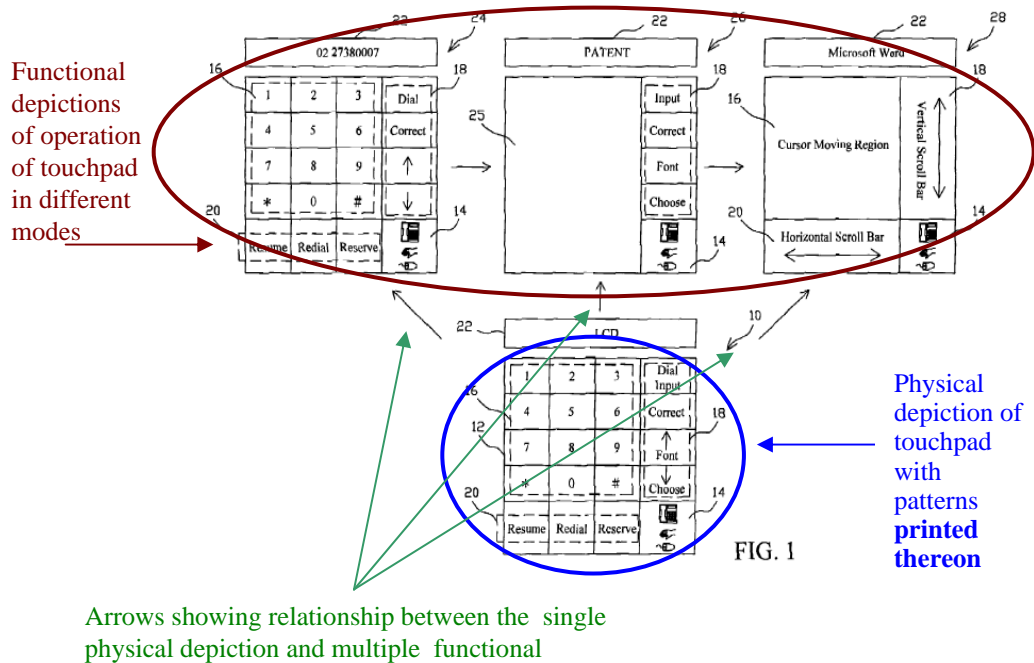 22
24
22
26
22
28
02 27380007
PATENT
Microsoft Word
Functional
depictions
of operation
of touchpad
in different
modes
16
18
18
18
1 2 3 Dial
4 5 6 Correct
7 8 9 ↑
* 0 # ↓
20
Resume Redial Reserve
14
25
Input
Correct
Font
Choose
14
16
Cursor Moving Region
Vertical Scroll Bar
20
Horizontal Scroll Bar
14
22
LCD
10
1 2 3 Dial Input
16
4 5 6 Correct
12
7 8 9 Font
18
* 0 # Choose
20
Resume Redial Reserve
14
FIG. 1
Physical
depiction of
touchpad
with
patterns
printed
thereon
Arrows showing relationship between the single
physical depiction and multiple functional